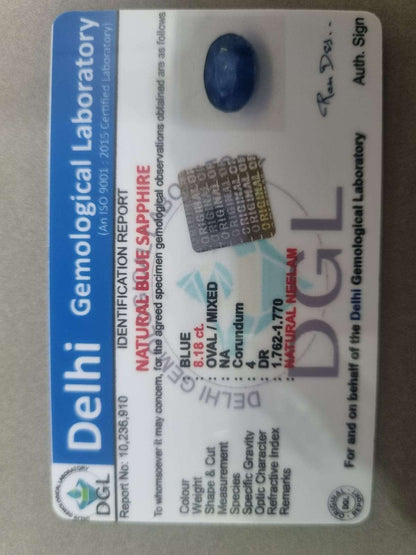 Delhi
Gemological Laboratory
(An ISO 9001 : 2015 Certified Laboratory)
DGL
Report No: 10,236,910
IDENTIFICATION REPORT
NATURAL BLUE SAPPHIRE
To whomsoever it may concern, for the agreed specimen gemological observations obtained are as follows
Colour : BLUE
Weight : 8.18 ct.
Shape & Cut : OVAL / MIXED
Measurement : NA
Species : Corundum
Specific Gravity : 4
Optic Character : DR
Refractive Index : 1.762-1.770
Remarks : NATURAL NEELAM
ORIGINAL
DGL
For and on behalf of the Delhi Gemological Laboratory
DGL
Auth. Sign